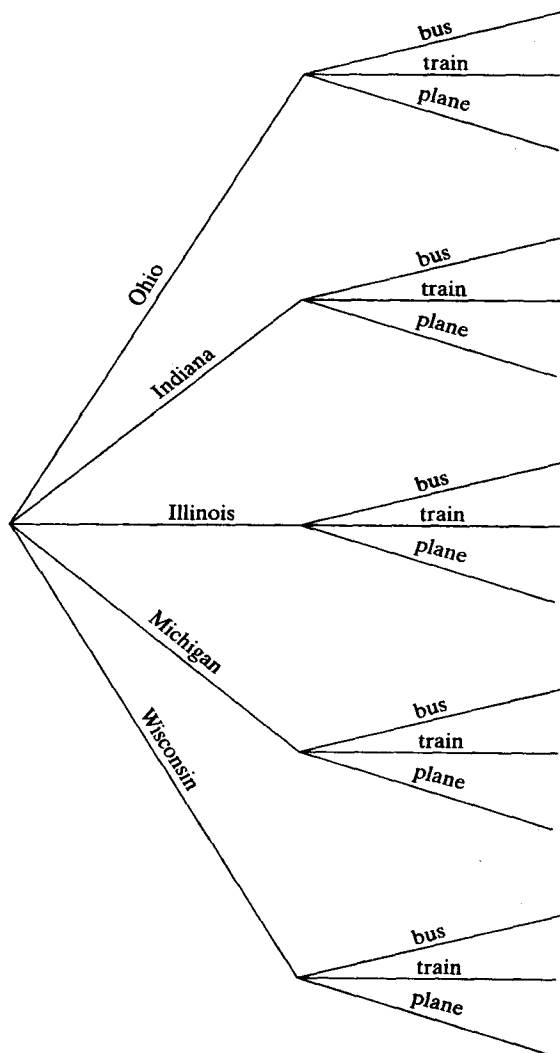 bus
train
plane
Ohio
bus
train
plane
Indiana
bus
train
plane
Illinois
bus
train
plane
Michigan
bus
train
plane
Wisconsin